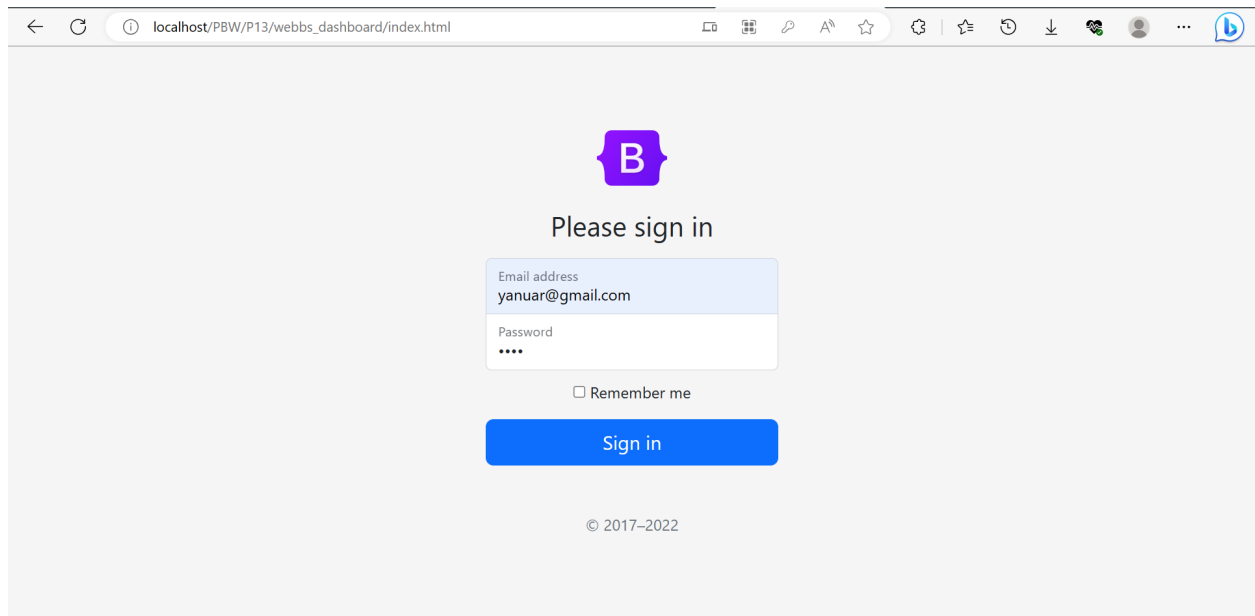 localhost/PBW/P13/webbs_dashboard/index.html
B
Please sign in
Email address
yanuar@gmail.com
Password
••••
Remember me
Sign in
© 2017–2022